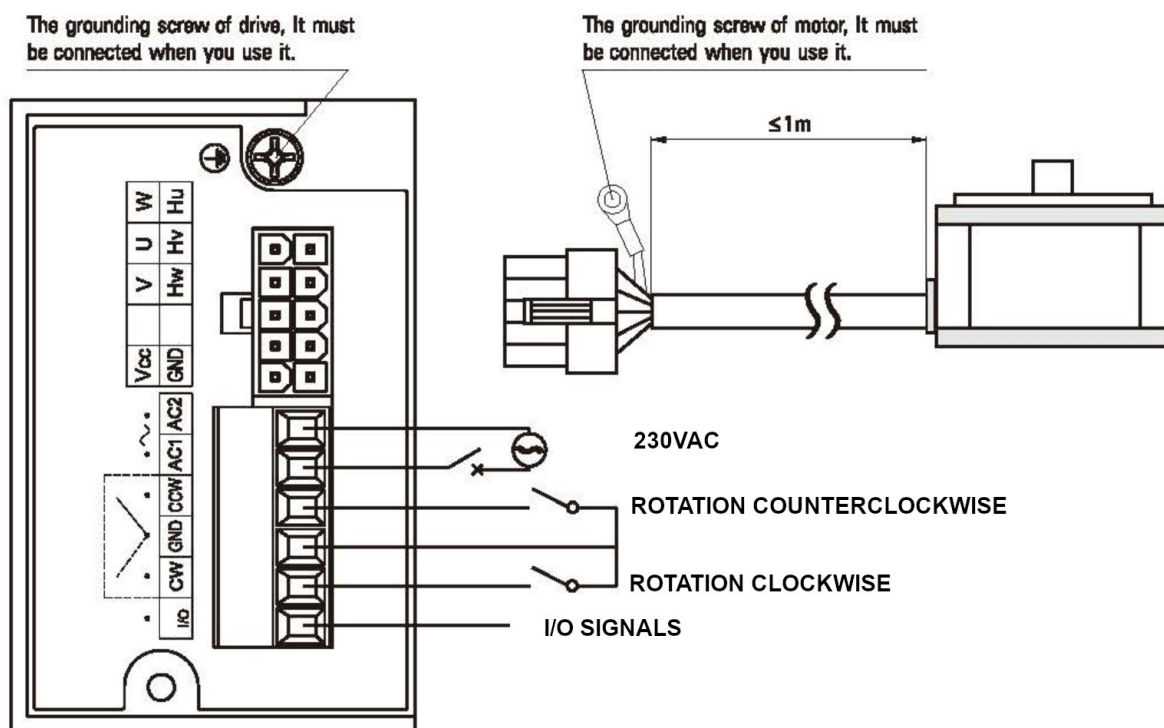 The grounding screw of drive, It must
be connected when you use it.
The grounding screw of motor, It must
be connected when you use it.
≤1m
W Hu
U Hv
V Hw
Vcc GND
AC2
AC1
CCW
GND
CW
I/O
230VAC
ROTATION COUNTERCLOCKWISE
ROTATION CLOCKWISE
I/O SIGNALS